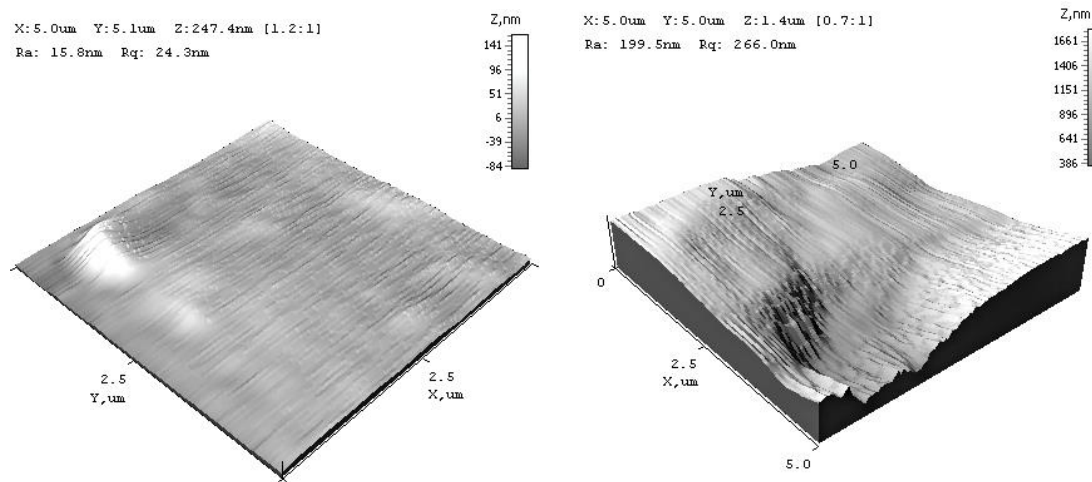 X:5.0um Y:5.1um Z:247.4nm [1.2:1]
Ra: 15.8nm Rq: 24.3nm
Z,nm
141
96
51
6
-39
-84
2.5
Y,um
2.5
X,um
X:5.0um Y:5.0um Z:1.4um [0.7:1]
Ra: 199.5nm Rq: 266.0nm
Z,nm
1661
1406
1151
896
641
386
5.0
Y,um
2.5
0
2.5
X,um
5.0